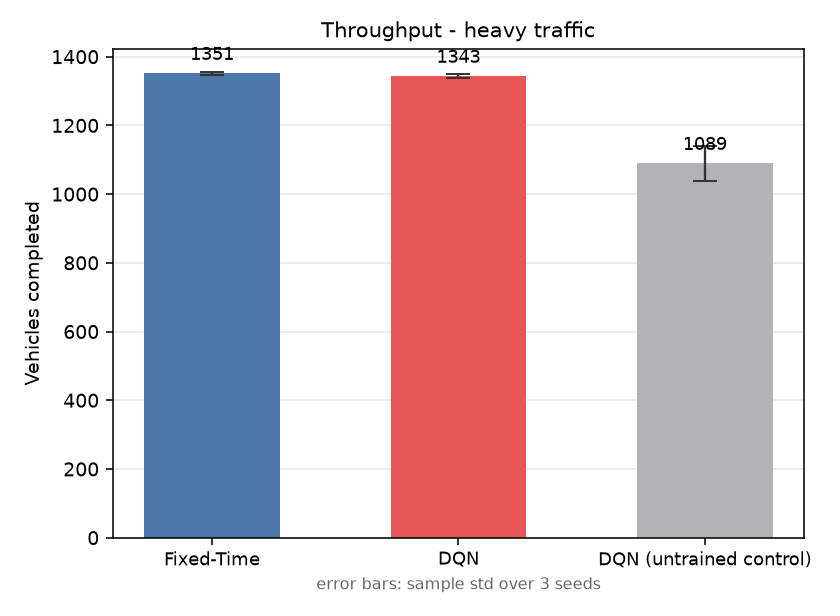 Throughput - heavy traffic
1351
1343
1089
1400
1200
1000
800
600
400
200
0
Vehicles completed
Fixed-Time
DQN
DQN (untrained control)
error bars: sample std over 3 seeds